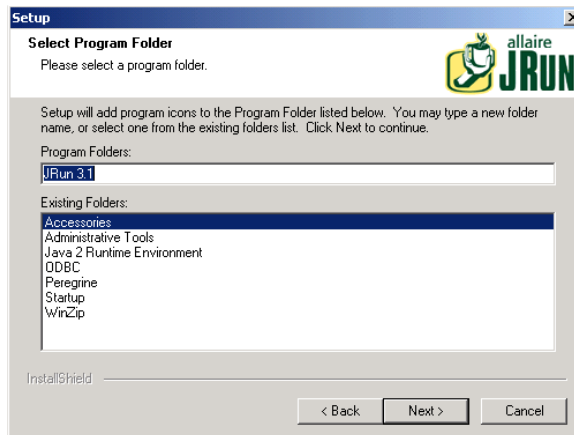 Setup
Select Program Folder
Please select a program folder.
allaire
JRUN
Setup will add program icons to the Program Folder listed below. You may type a new folder
name, or select one from the existing folders list. Click Next to continue.
Program Folders:
JRun 3.1
Existing Folders:
Accessories
Administrative Tools
Java 2 Runtime Environment
ODBC
Peregrine
Startup
WinZip
InstallShield
< Back
Next >
Cancel